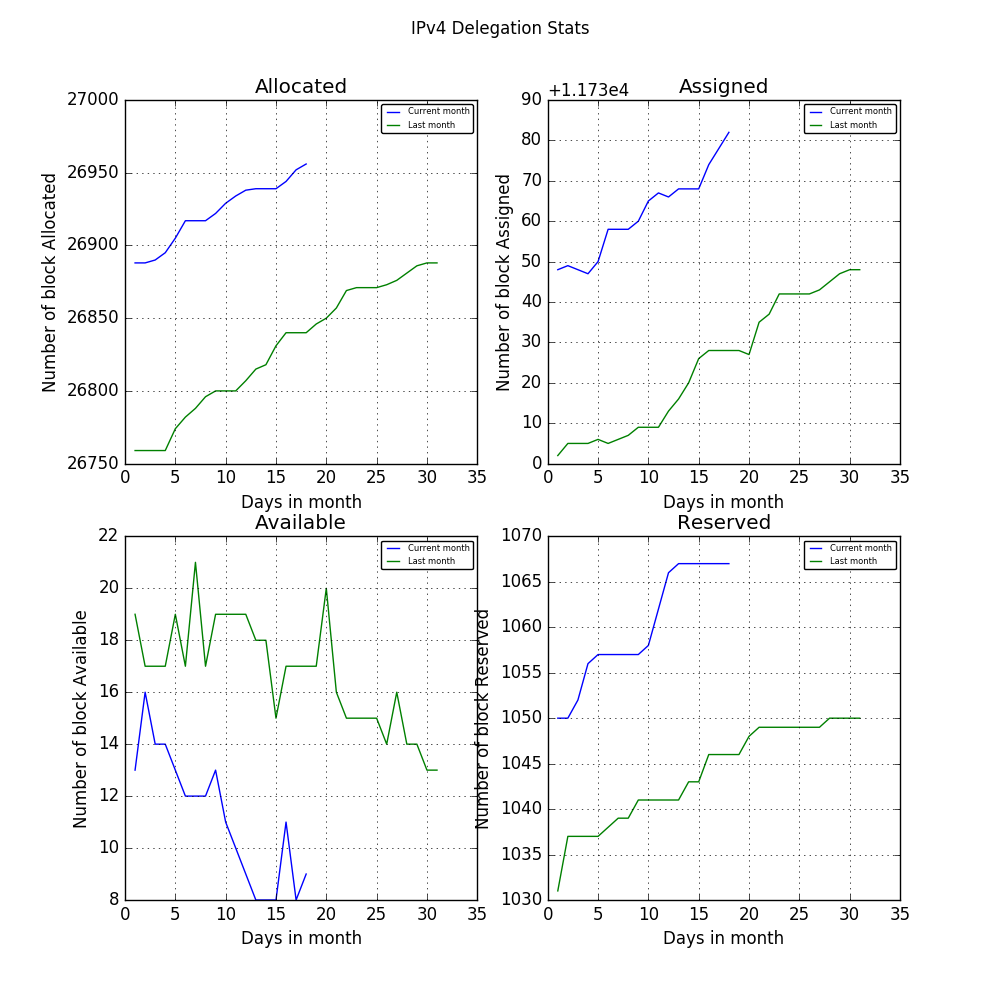 IPv4 Delegation Stats
Allocated
27000
26950
26900
26850
26800
26750
Number of block Allocated
0 5 10 15 20 25 30 35
Days in month
Current month
Last month
+1.173e4
Assigned
90
80
70
60
50
40
30
20
10
0
Number of block Assigned
0 5 10 15 20 25 30 35
Days in month
Current month
Last month
Available
22
20
18
16
14
12
10
8
Number of block Available
0 5 10 15 20 25 30 35
Days in month
Current month
Last month
Reserved
1070
1065
1060
1055
1050
1045
1040
1035
1030
Number of block Reserved
0 5 10 15 20 25 30 35
Days in month
Current month
Last month